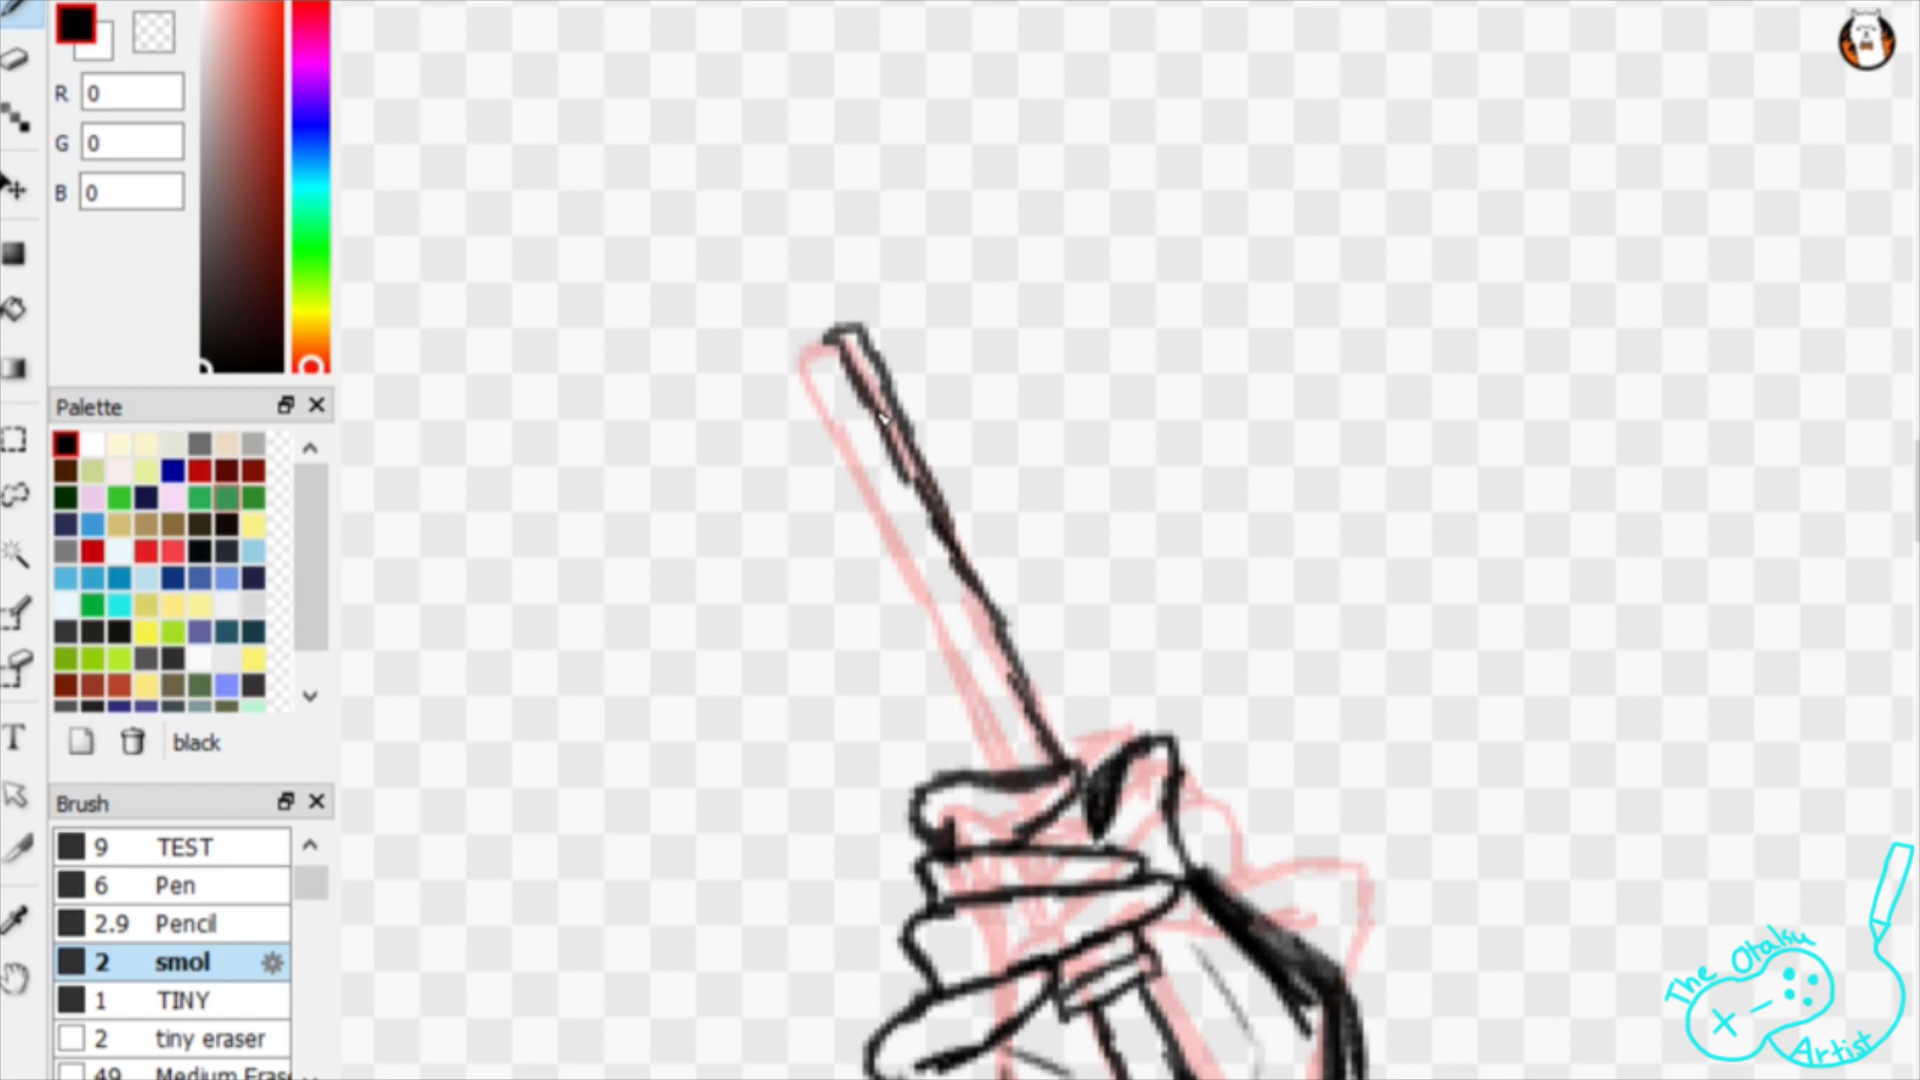 R 0
G 0
B 0
Palette
black
Brush
9 TEST
6 Pen
2.9 Pencil
2 smol
1 TINY
2 tiny eraser
49 Medium Eras
T
The Otaku
Artist